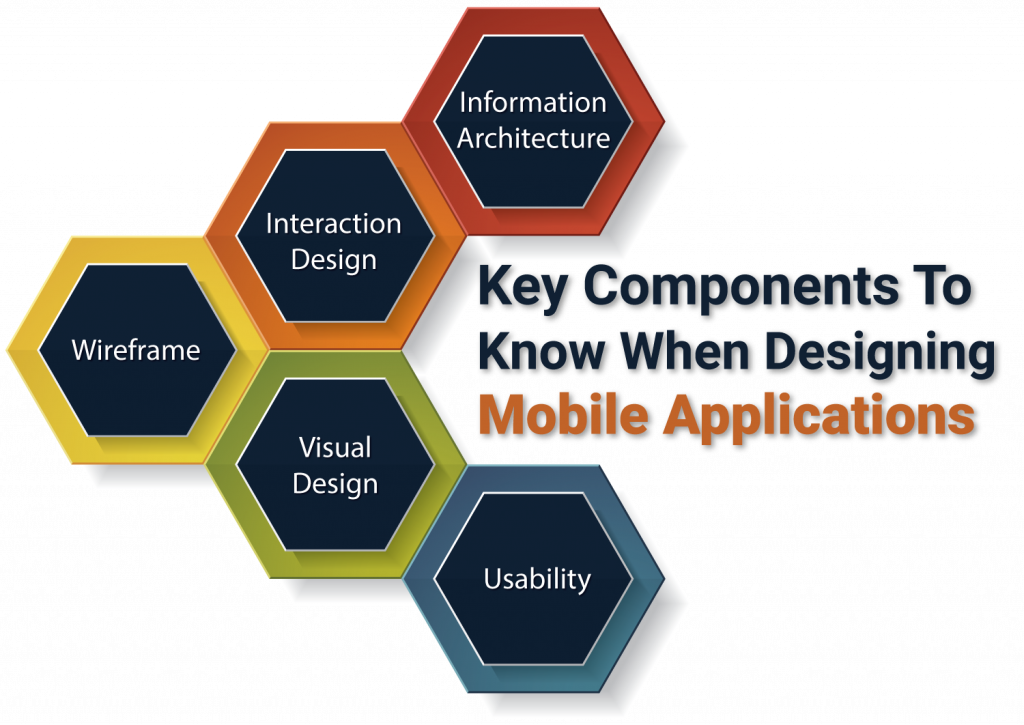 Information
Architecture
Interaction
Design
Wireframe
Visual
Design
Usability
Key Components To
Know When Designing
Mobile Applications